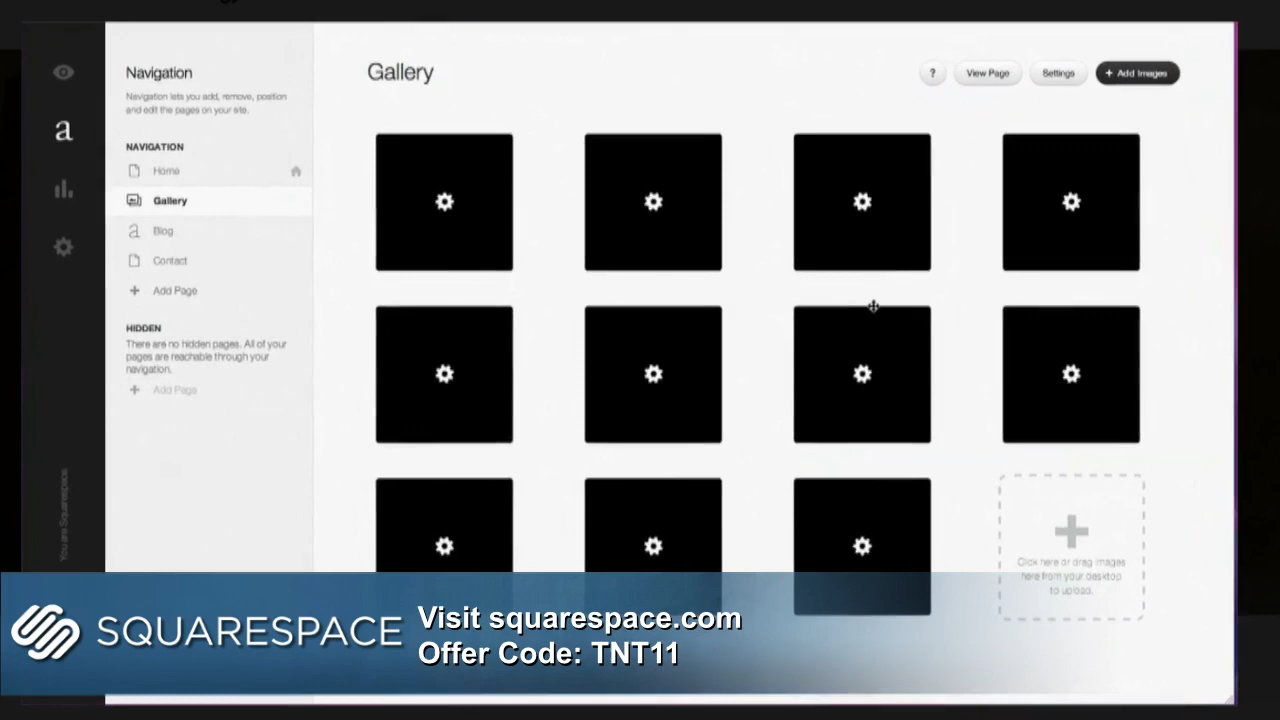 Navigation
Navigation lets you add, remove, position
and edit the pages on your site.
NAVIGATION
Home
Gallery
Blog
Contact
Add Page
HIDDEN
There are no hidden pages. All of your
pages are reachable through your
navigation.
Add Page
You are Squarespace
Gallery
?
View Page
Settings
+ Add Images
Click here or drag images
here from your desktop
to upload.
SQUARESPACE
Visit squarespace.com
Offer Code: TNT11